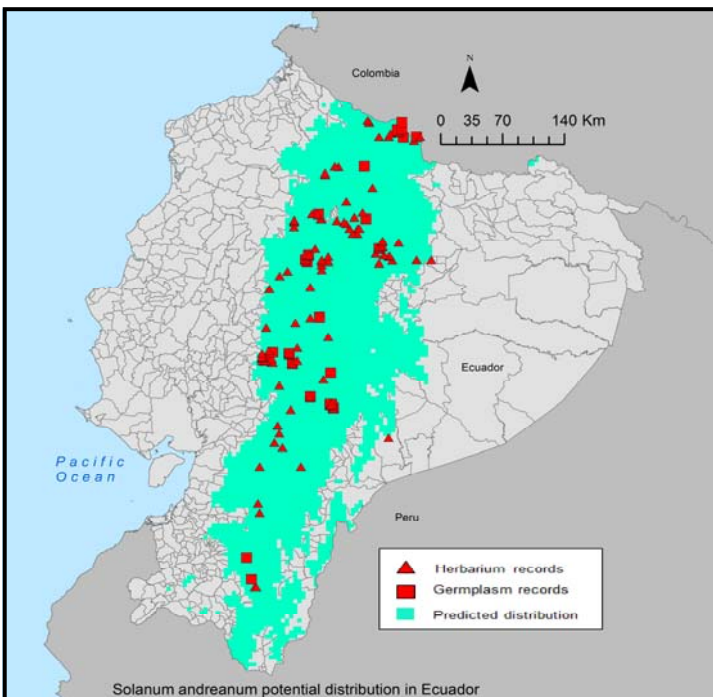 N
Colombia
0 35 70 140 Km
Ecuador
Pacific
Ocean
Peru
Herbarium records
Germplasm records
Predicted distribution
Solanum andreanum potential distribution in Ecuador